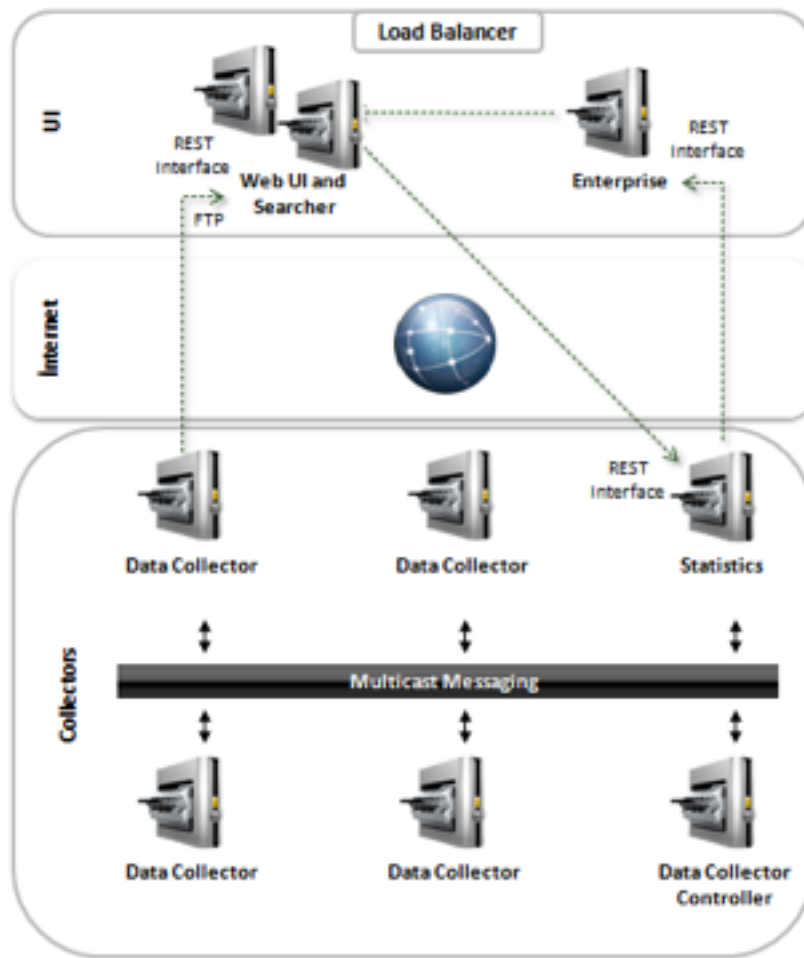 Load Balancer
UI
REST
Interface
Web UI and
Searcher
FTP
Enterprise
REST
Interface
Internet
Collectors
Data Collector
Data Collector
REST
Interface
Statistics
Multicast Messaging
Data Collector
Data Collector
Data Collector
Controller